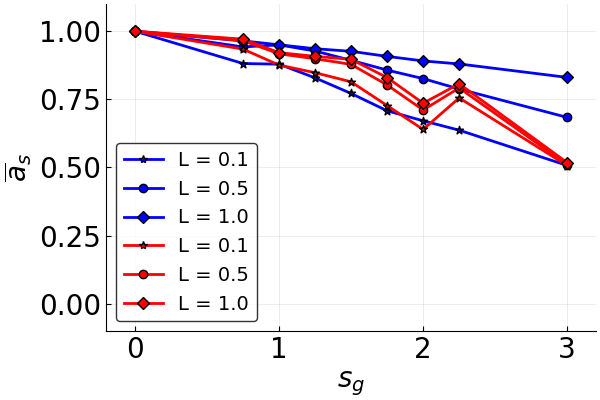 1.00
0.75
0.50
0.25
0.00
a̅ₛ
L = 0.1
L = 0.5
L = 1.0
L = 0.1
L = 0.5
L = 1.0
0 1 2 3
s_g